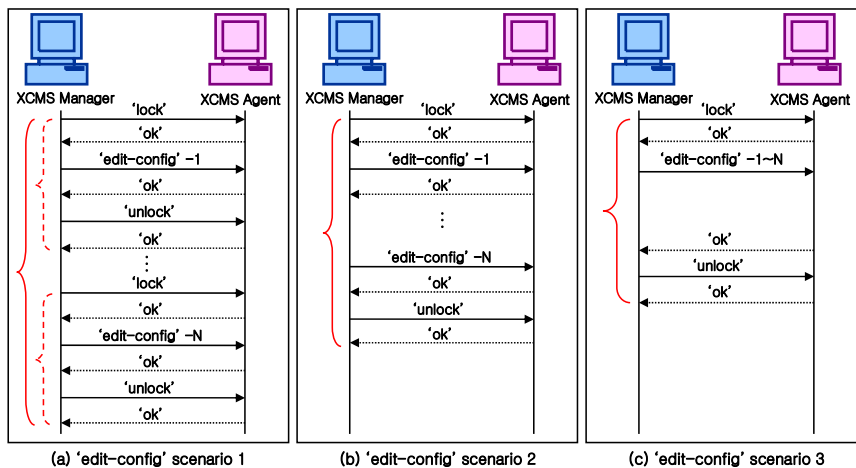 XCMS Manager XCMS Agent
‘lock’
‘ok’
‘edit-config’ -1
‘ok’
‘unlock’
‘ok’
⋮
‘lock’
‘ok’
‘edit-config’ -N
‘ok’
‘unlock’
‘ok’
(a) ‘edit-config’ scenario 1
XCMS Manager XCMS Agent
‘lock’
‘ok’
‘edit-config’ -1
‘ok’
⋮
‘edit-config’ -N
‘ok’
‘unlock’
‘ok’
(b) ‘edit-config’ scenario 2
XCMS Manager XCMS Agent
‘lock’
‘ok’
‘edit-config’ -1~N
‘ok’
‘unlock’
‘ok’
(c) ‘edit-config’ scenario 3